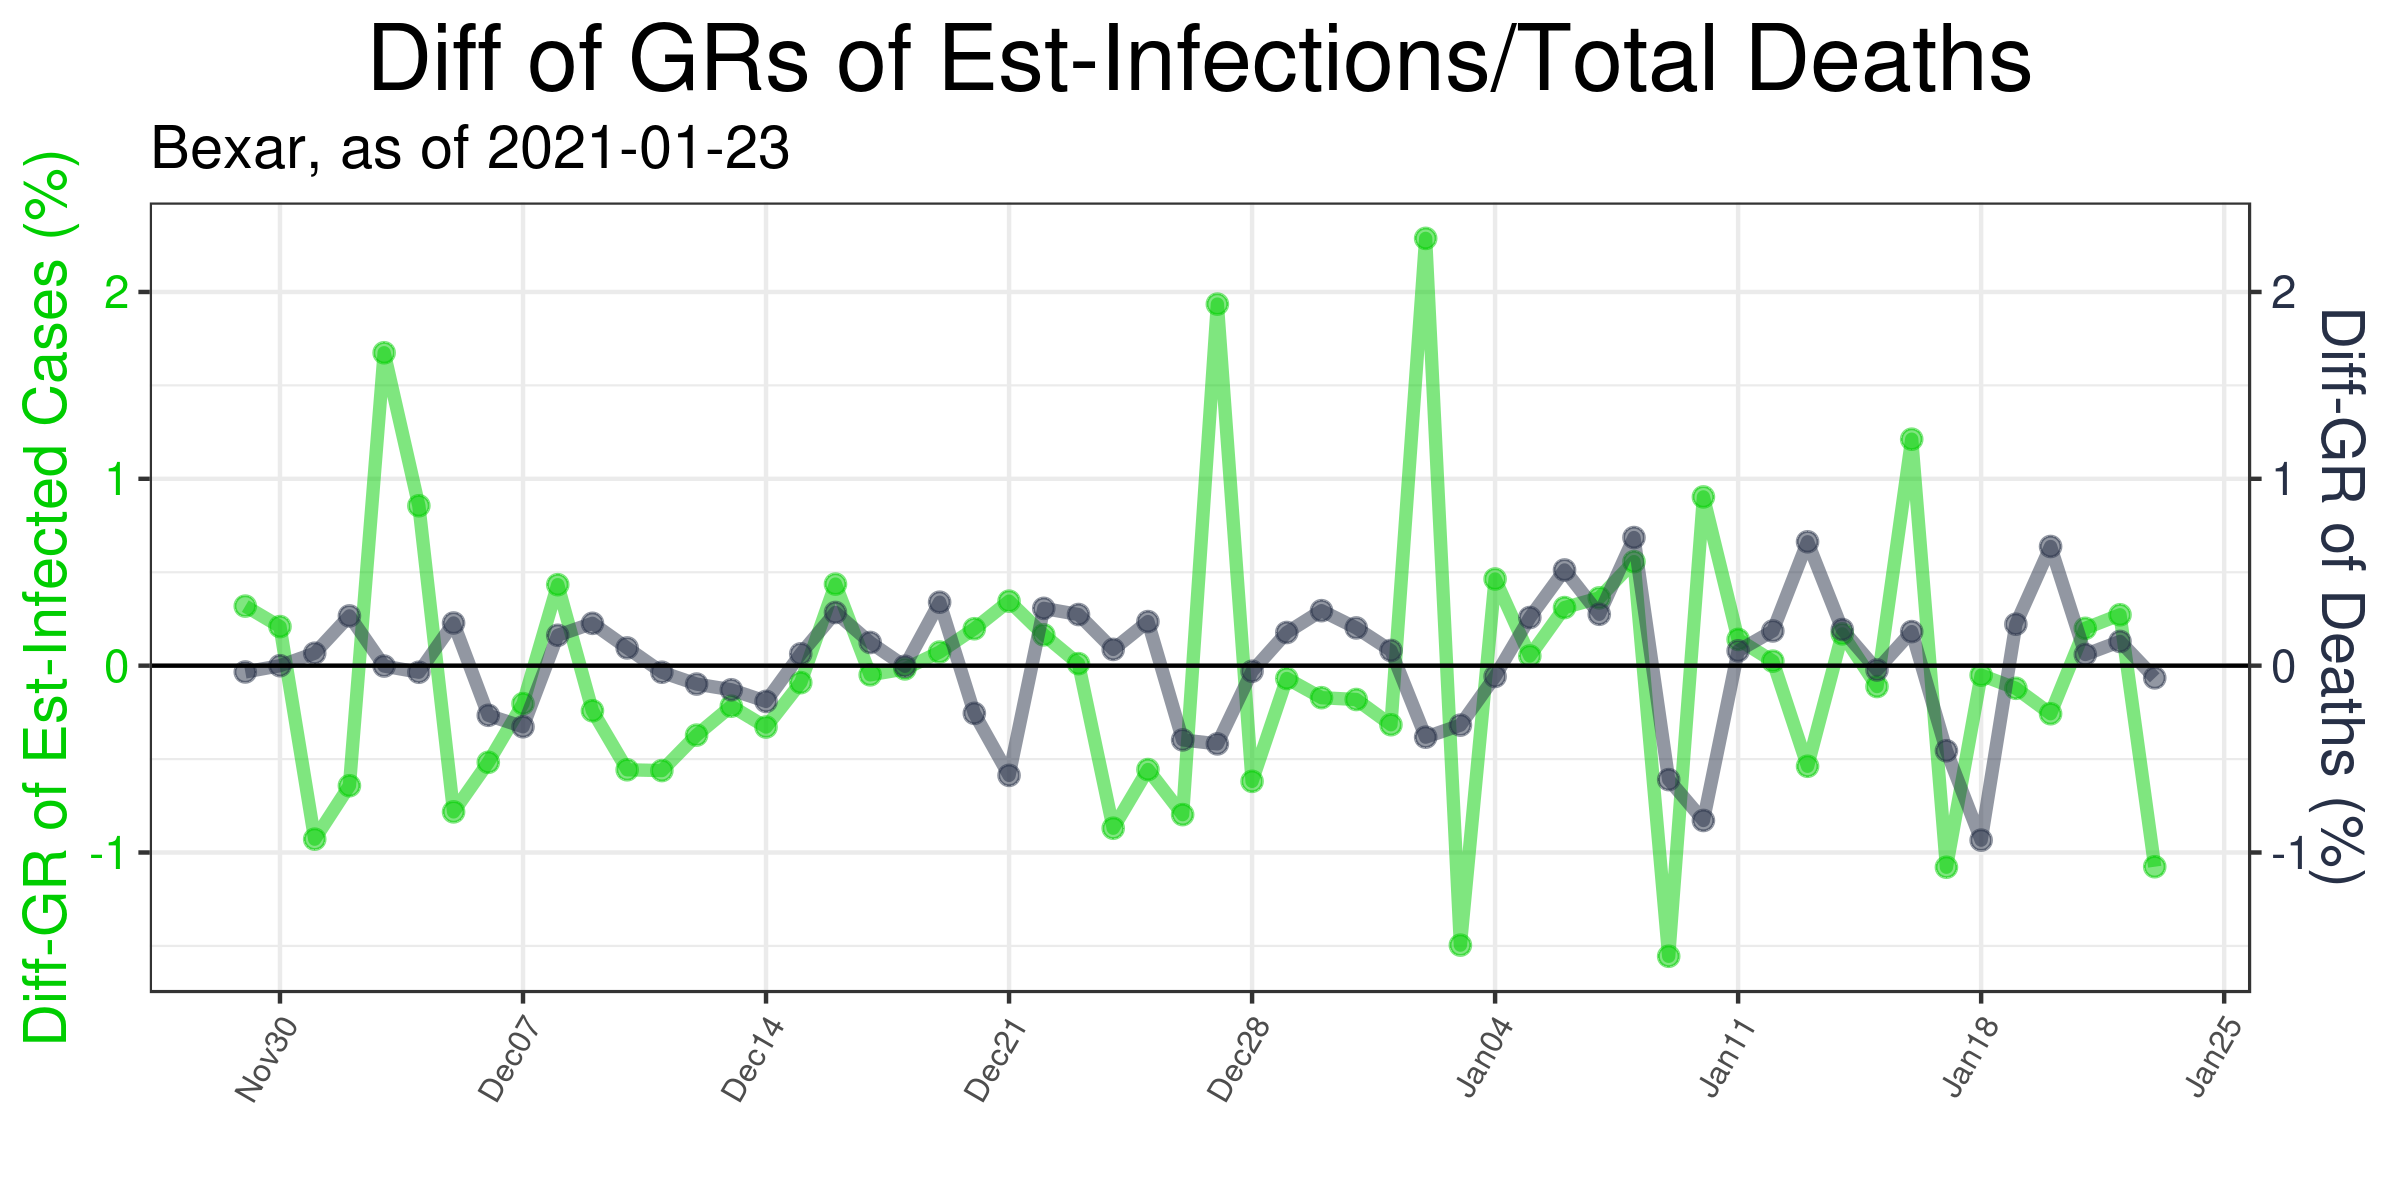 Diff of GRs of Est-Infections/Total Deaths
Bexar, as of 2021-01-23
Diff-GR of Est-Infected Cases (%)
2
1
0
-1
2
1
0
-1
Diff-GR of Deaths (%)
Nov30
Dec07
Dec14
Dec21
Dec28
Jan04
Jan11
Jan18
Jan25